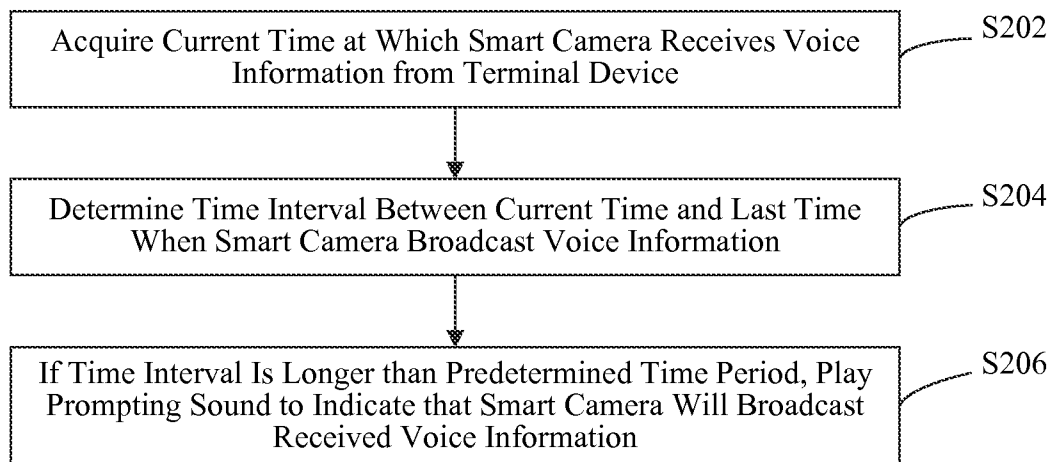 Acquire Current Time at Which Smart Camera Receives Voice
Information from Terminal Device
S202
Determine Time Interval Between Current Time and Last Time
When Smart Camera Broadcast Voice Information
S204
If Time Interval Is Longer than Predetermined Time Period, Play
Prompting Sound to Indicate that Smart Camera Will Broadcast
Received Voice Information
S206